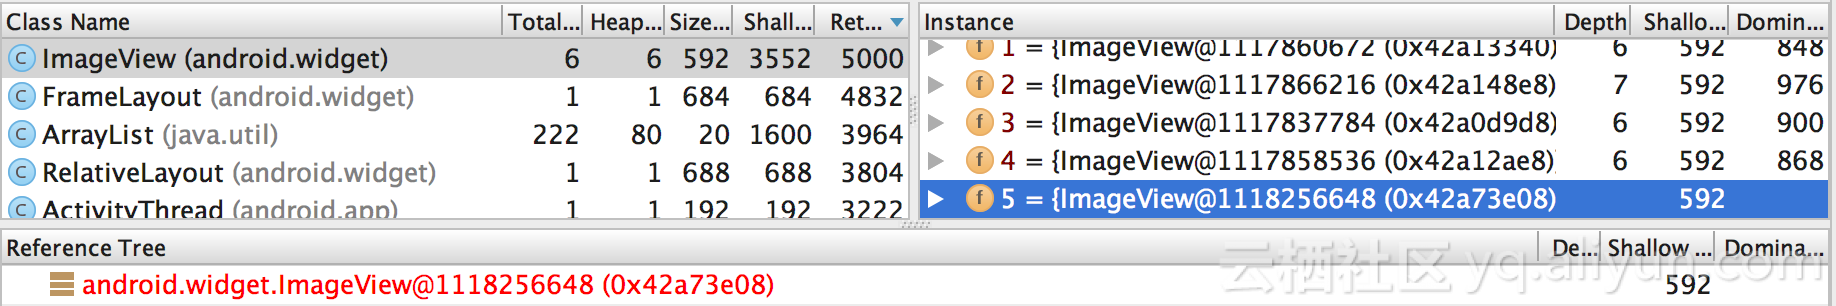 Class Name Total... Heap... Size... Shall... Ret...
ImageView (android.widget) 6 6 592 3552 5000
FrameLayout (android.widget) 1 1 684 684 4832
ArrayList (java.util) 222 80 20 1600 3964
RelativeLayout (android.widget) 1 1 688 688 3804
ActivityThread (android.app) 1 1 192 192 3222
Instance Depth Shallo... Domin...
f 1 = {ImageView@1117860672 (0x42a13340) 6 592 848
f 2 = {ImageView@1117866216 (0x42a148e8) 7 592 976
f 3 = {ImageView@1117837784 (0x42a0d9d8) 6 592 900
f 4 = {ImageView@1117858536 (0x42a12ae8) 6 592 868
f 5 = {ImageView@1118256648 (0x42a73e08) 592
Reference Tree De... Shallow ... Domina...
android.widget.ImageView@1118256648 (0x42a73e08) 592
云栖社区 yq.aliyun.com